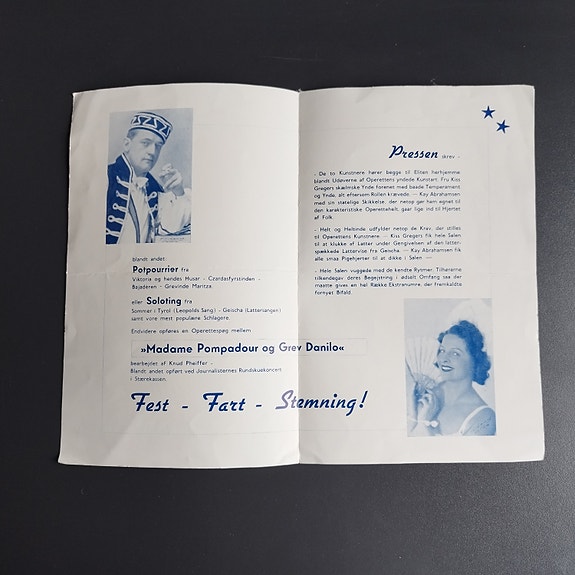 blandt andet:
Potpourrier fra
Viktoria og hendes Husar - Czardasfyrstinden -
Bajadèren - Grevinde Maritza.
eller Soloting fra
Sommer i Tyrol (Leopolds Sang) - Geischa (Lattersangen)
samt vore mest populære Schlagere.
Endvidere opføres en Operettespøg mellem
»Madame Pompadour og Grev Danilo«
bearbejdet af Knud Pheiffer -
Blandt andet opført ved Journalisternes Rundskuekoncert
i Stærekassen.
Fest - Fart - Stemning!
Pressen skrev -
- De to Kunstnere hører begge til Eliten herhjemme
blandt Udøverne af Operettens yndede Kunstart. Fru Kiss
Gregers skælmske Ynde forenet med baade Temperament
og Ynde, alt eftersom Rollen krævede. — Kay Abrahamsen
med sin statelige Skikkelse, der netop gør ham egnet til
den karakteristiske Operettehelt, gaar lige ind til Hjertet
af Folk.
- Helt og Heltinde udfylder netop de Krav, der stilles
til Operettens Kunstnere. — Kiss Gregers fik hele Salen
til at klukke af Latter under Gengivelsen af den latter-
spækkede Lattervise fra Geischa. — Kay Abrahamsen fik
alle smaa Pigehjerter til at dikke i Salen —
- Hele Salen vuggede med de kendte Rytmer. Tilhørerne
tilkendegav deres Begejstring i ødselt Omfang saa der
maatte gives en hel Række Ekstranumre, der fremkaldte
fornyet Bifald.